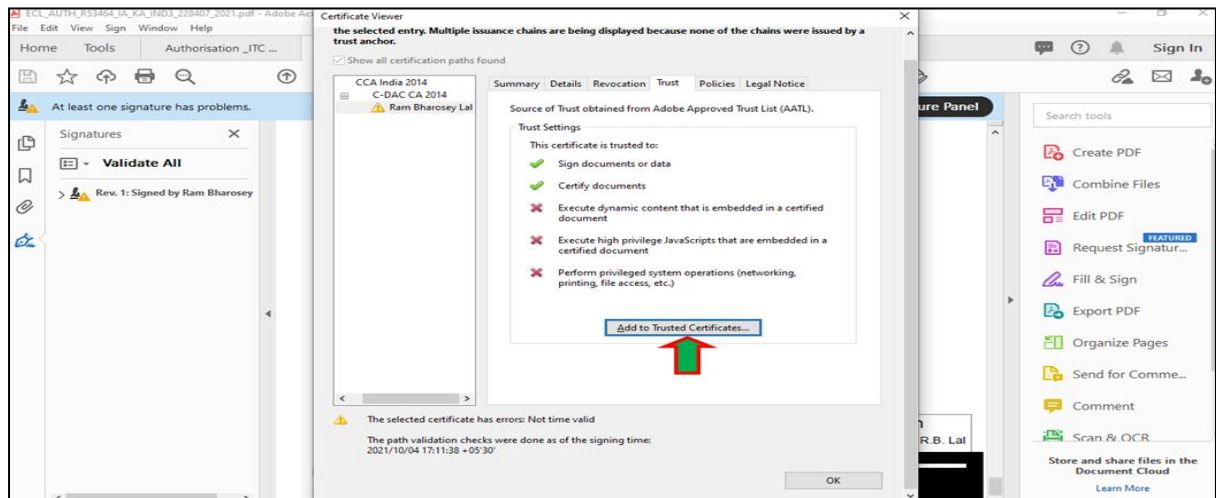 ECL_AUTH_RS3464_IA_KA_IND3_228407_2021.pdf - Adobe Ac
File Edit View Sign Window Help
Home Tools Authorisation _ITC ...
Sign In
At least one signature has problems.
ure Panel
Signatures
Validate All
Rev. 1: Signed by Ram Bharosey
Certificate Viewer
the selected entry. Multiple issuance chains are being displayed because none of the chains were issued by a
trust anchor.
Show all certification paths found
CCA India 2014
C-DAC CA 2014
Ram Bharosey Lal
Summary Details Revocation Trust Policies Legal Notice
Source of Trust obtained from Adobe Approved Trust List (AATL).
Trust Settings
This certificate is trusted to:
Sign documents or data
Certify documents
Execute dynamic content that is embedded in a certified
document
Execute high privilege JavaScripts that are embedded in a
certified document
Perform privileged system operations (networking,
printing, file access, etc.)
Add to Trusted Certificates...
The selected certificate has errors: Not time valid
The path validation checks were done as of the signing time:
2021/10/04 17:11:38 +05'30'
OK
R.B. Lal
Search tools
Create PDF
Combine Files
Edit PDF
FEATURED
Request Signatur...
Fill & Sign
Export PDF
Organize Pages
Send for Comme...
Comment
Scan & OCR
Store and share files in the
Document Cloud
Learn More